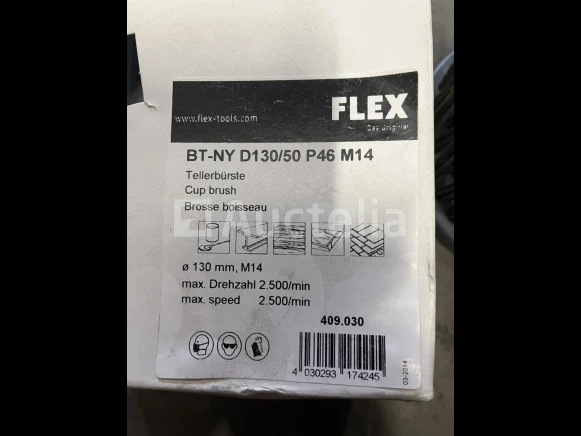 FLEX
www.flex-tools.com
Das Original
BT-NY D130/50 P46 M14
Tellerbürste
Cup brush
Brosse boisseau
Auctelia
ø 130 mm, M14
max. Drehzahl 2.500/min
max. speed 2.500/min
409.030
4 030293 174245
03-2014